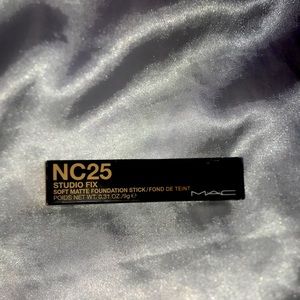 NC25
STUDIO FIX
SOFT MATTE FOUNDATION STICK/FOND DE TEINT
POIDS NET WT. 0.31 OZ./9g℮
MAC